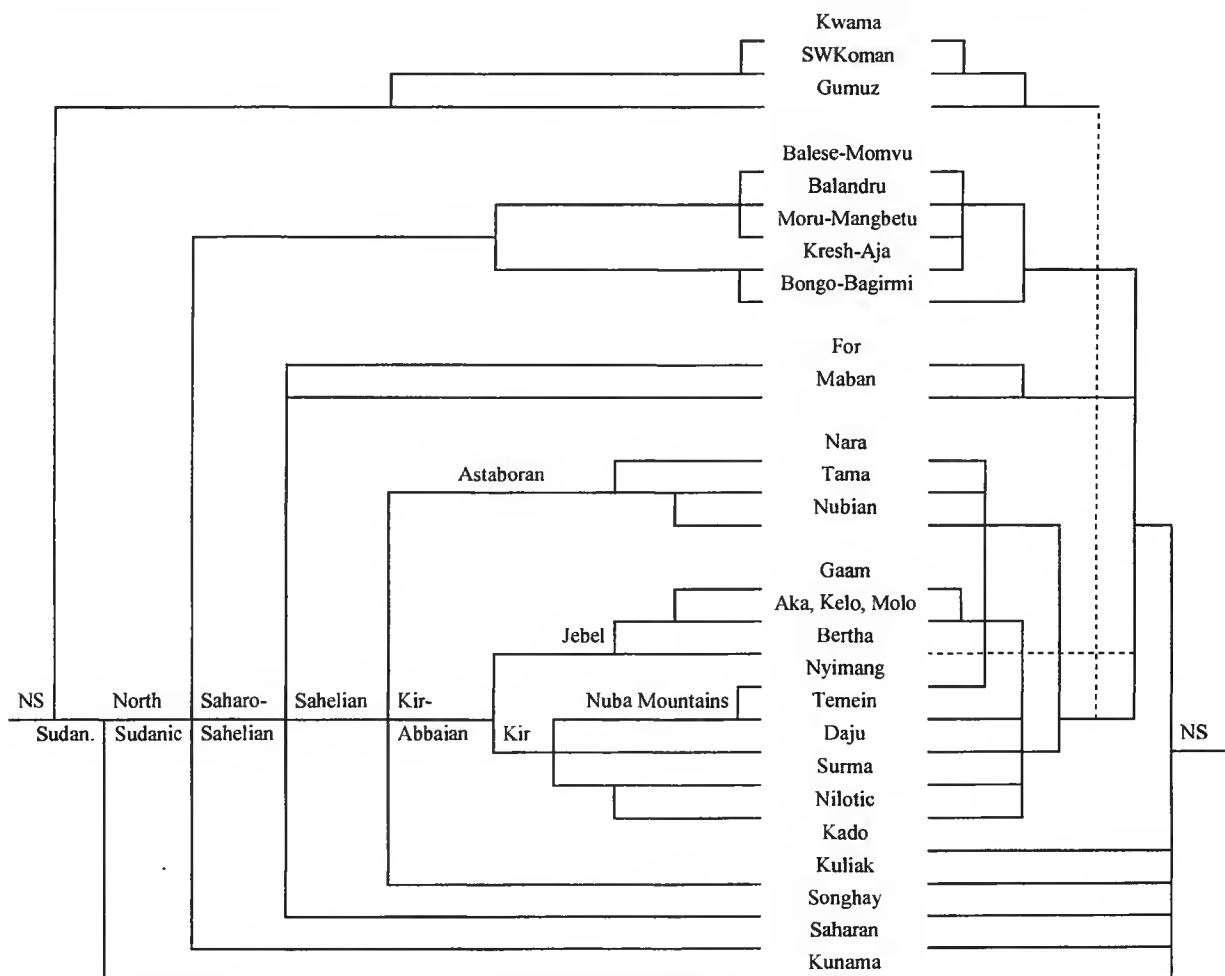 Kwama
SWKoman
Gumuz
Balese-Momvu
Balandru
Moru-Mangbetu
Kresh-Aja
Bongo-Bagirmi
For
Maban
Nara
Astaboran
Tama
Nubian
Gaam
Aka, Kelo, Molo
Jebel
Bertha
Nyimang
NS
North
Saharo-
Sahelian
Kir-
Nuba Mountains
Temein
Sudan.
Sudanic
Sahelian
Abbaian
Kir
Daju
NS
Surma
Nilotic
Kado
Kuliak
Songhay
Saharan
Kunama